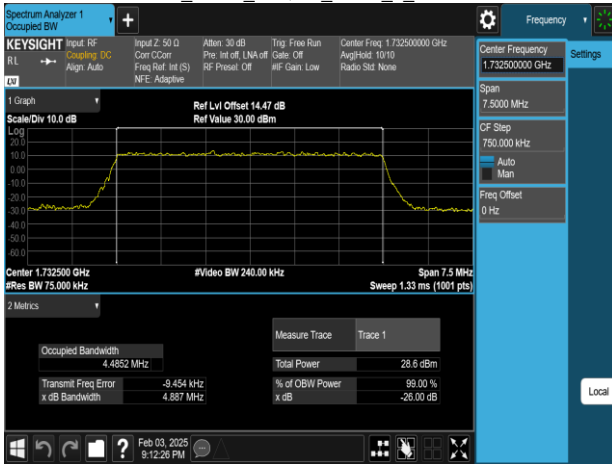 Spectrum Analyzer 1
Occupied BW
Frequency
KEYSIGHT
RL
LXI
Input: RF
Coupling: DC
Align: Auto
Input Z: 50 Ω
Corr CCorr
Freq Ref: Int (S)
NFE: Adaptive
Atten: 30 dB
Pre: Int off, LNA off
RF Presel: Off
Trig: Free Run
Gate: Off
#IF Gain: Low
Center Freq: 1.732500000 GHz
Avg|Hold: 10/10
Radio Std: None
Center Frequency
1.732500000 GHz
Settings
Span
7.5000 MHz
CF Step
750.000 kHz
Auto
Man
Freq Offset
0 Hz
Local
1 Graph
Scale/Div 10.0 dB
Ref Lvl Offset 14.47 dB
Ref Value 30.00 dBm
Log
20.0
10.0
0.00
-10.0
-20.0
-30.0
-40.0
-50.0
-60.0
Center 1.732500 GHz
#Video BW 240.00 kHz
Span 7.5 MHz
#Res BW 75.000 kHz
Sweep 1.33 ms (1001 pts)
2 Metrics
Measure Trace
Trace 1
Occupied Bandwidth
4.4852 MHz
Total Power
28.6 dBm
Transmit Freq Error
-9.454 kHz
% of OBW Power
99.00 %
x dB Bandwidth
4.887 MHz
x dB
-26.00 dB
?
Feb 03, 2025
9:12:26 PM